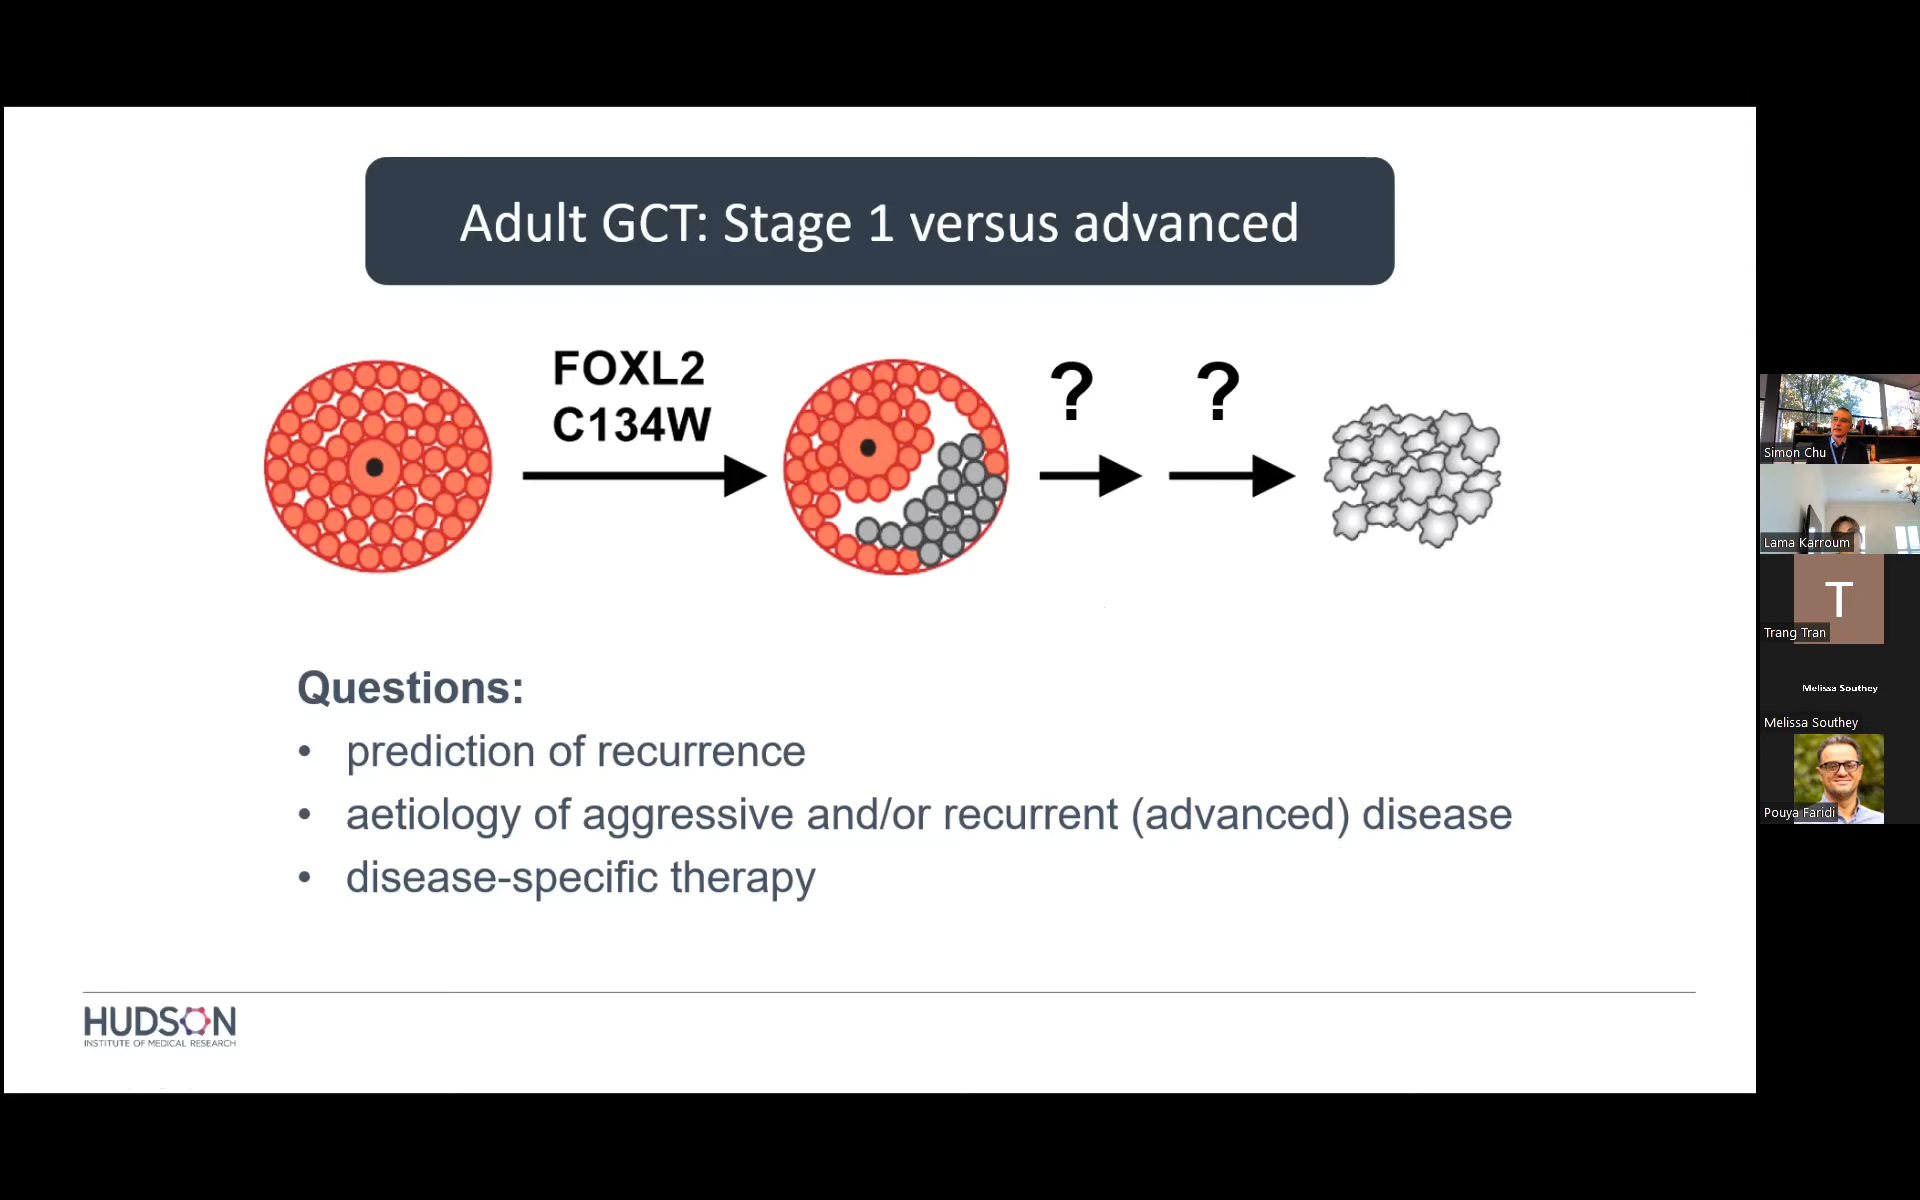 Adult GCT: Stage 1 versus advanced
FOXL2
C134W
? ?
Questions:
• prediction of recurrence
• aetiology of aggressive and/or recurrent (advanced) disease
• disease-specific therapy
HUDSON
INSTITUTE OF MEDICAL RESEARCH
Simon Chu
Lama Karroum
T
Trang Tran
Melissa Southey
Melissa Southey
Pouya Faridi